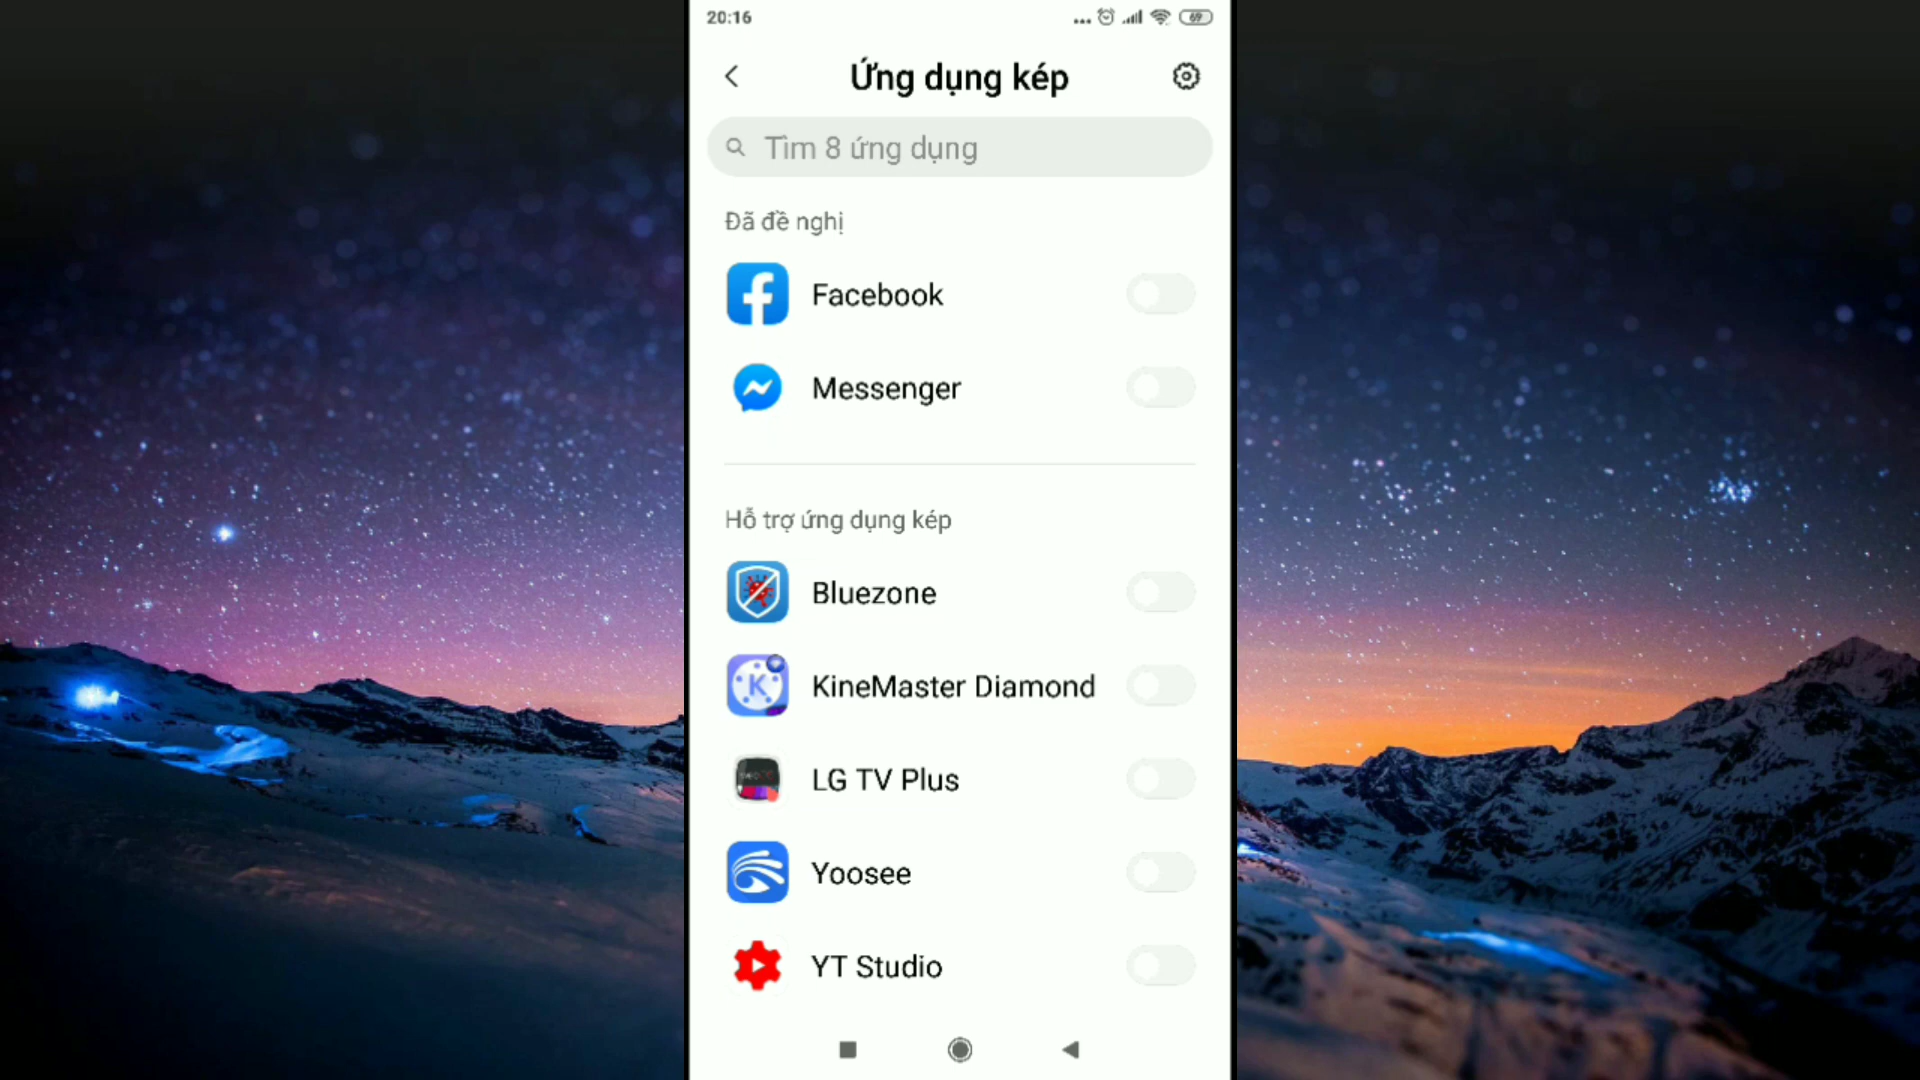 20:16
69
Ứng dụng kép
Tìm 8 ứng dụng
Đã đề nghị
Facebook
Messenger
Hỗ trợ ứng dụng kép
Bluezone
K
KineMaster Diamond
LG TV Plus
Yoosee
YT Studio